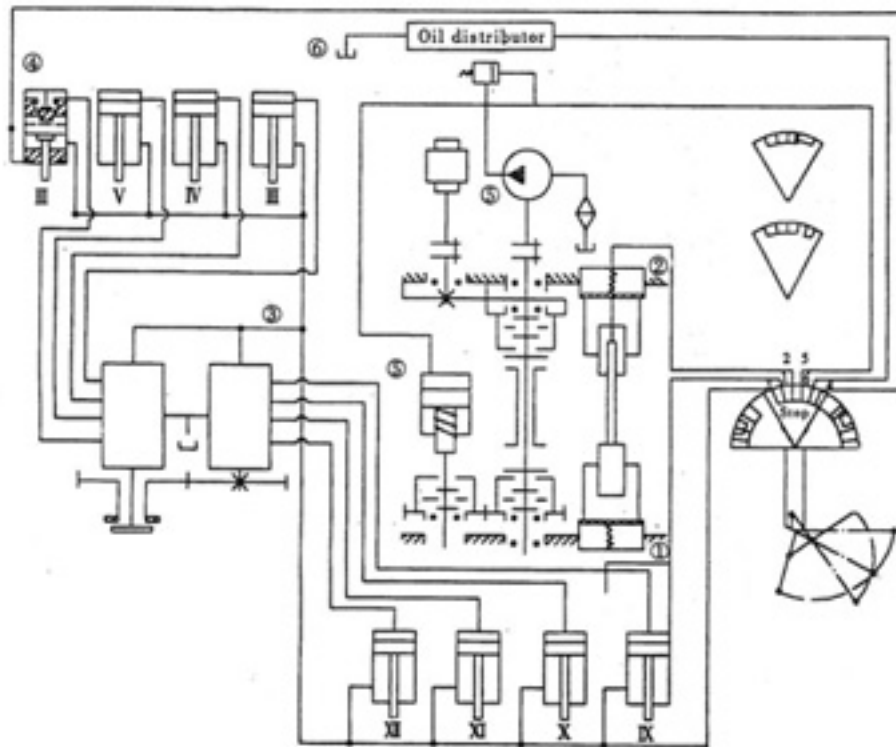 ⑥ Oil distributor
④
III V IV III
⑤
②
③
⑤
2 5
Stop
①
XII XI X IX